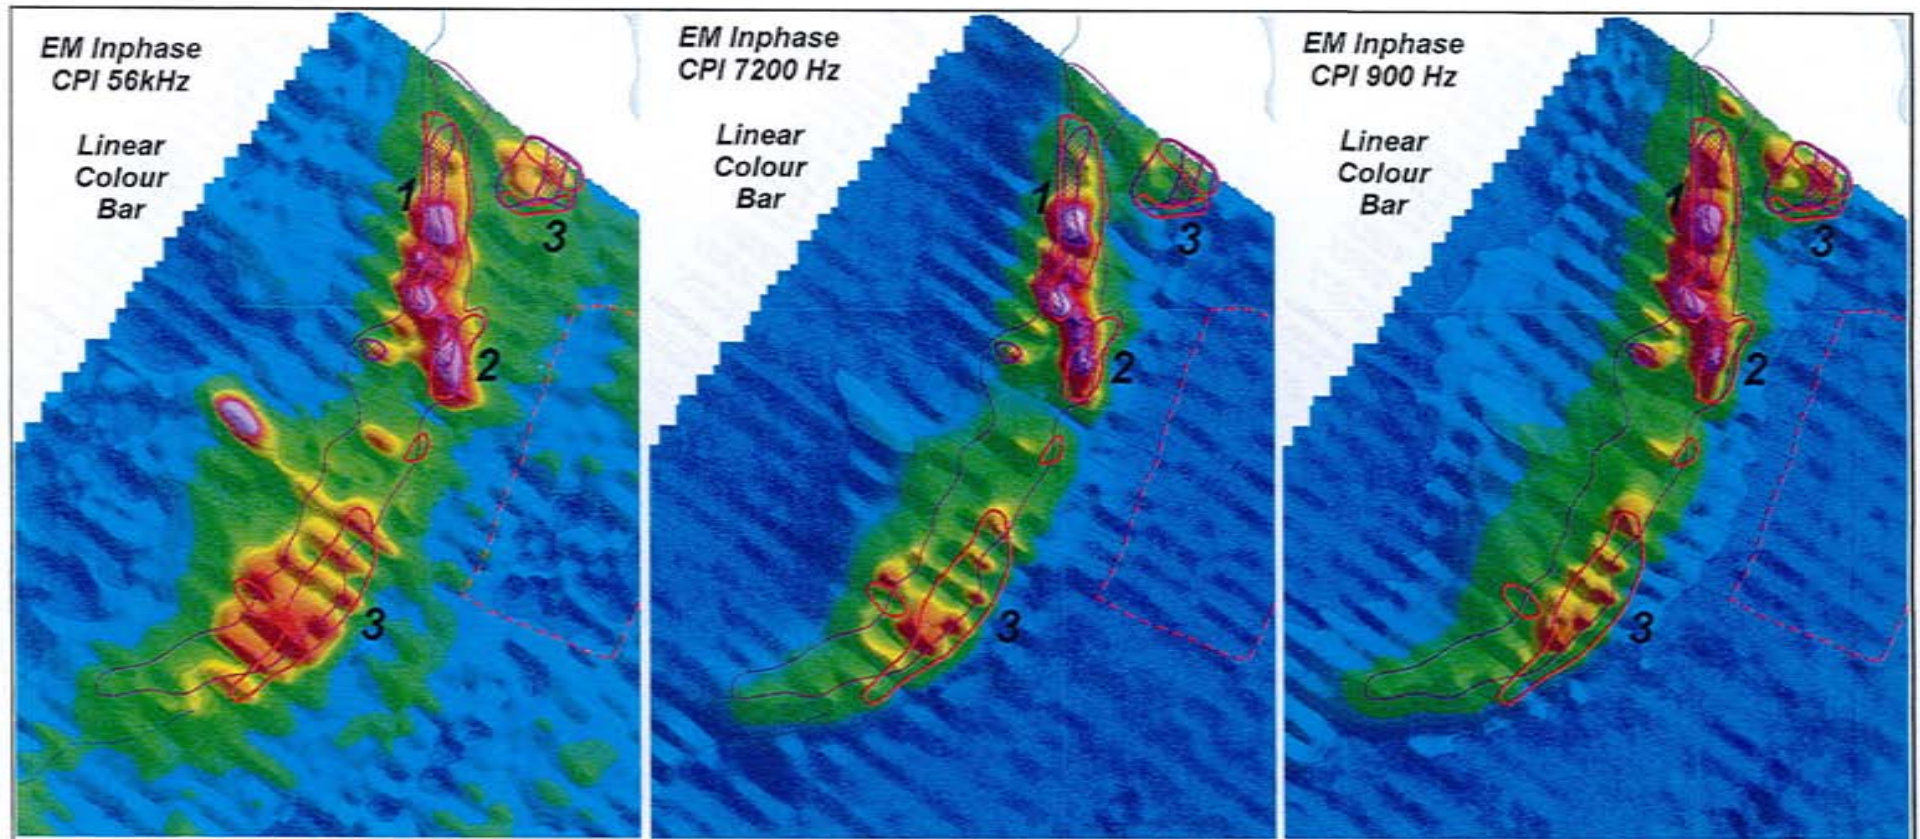 EM Inphase
CPI 56kHz
Linear
Colour
Bar
1
3
2
3
EM Inphase
CPI 7200 Hz
Linear
Colour
Bar
1
3
2
3
EM Inphase
CPI 900 Hz
Linear
Colour
Bar
1
3
2
3